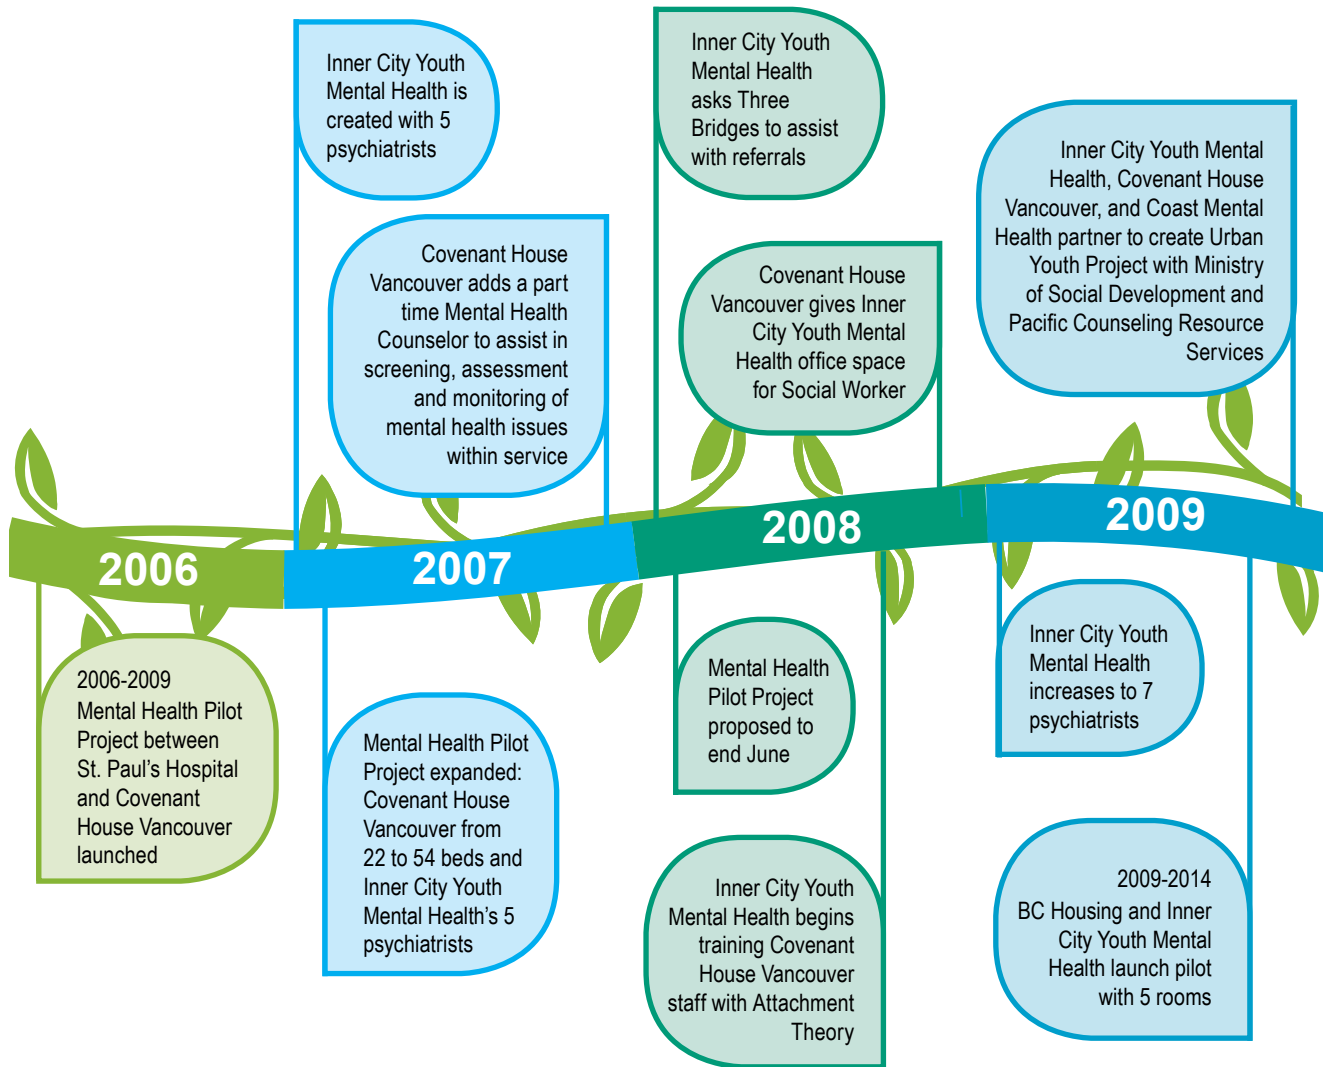 Inner City Youth
Mental Health is
created with 5
psychiatrists
Covenant House
Vancouver adds a part
time Mental Health
Counselor to assist in
screening, assessment
and monitoring of
mental health issues
within service
Inner City Youth
Mental Health
asks Three
Bridges to assist
with referrals
Covenant House
Vancouver gives Inner
City Youth Mental
Health office space
for Social Worker
Inner City Youth Mental
Health, Covenant House
Vancouver, and Coast Mental
Health partner to create Urban
Youth Project with Ministry
of Social Development and
Pacific Counseling Resource
Services
2006
2007
2008
2009
2006-2009
Mental Health Pilot
Project between
St. Paul’s Hospital
and Covenant
House Vancouver
launched
Mental Health Pilot
Project expanded:
Covenant House
Vancouver from
22 to 54 beds and
Inner City Youth
Mental Health’s 5
psychiatrists
Mental Health
Pilot Project
proposed to
end June
Inner City Youth
Mental Health begins
training Covenant
House Vancouver
staff with Attachment
Theory
Inner City Youth
Mental Health
increases to 7
psychiatrists
2009-2014
BC Housing and Inner
City Youth Mental
Health launch pilot
with 5 rooms